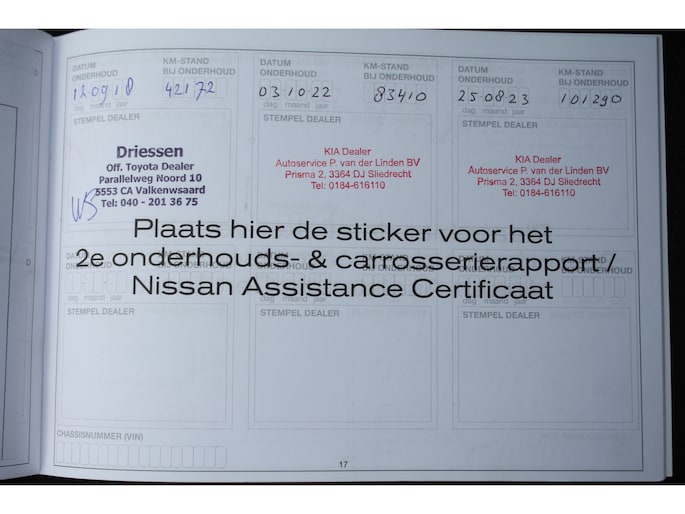 DATUM ONDERHOUD
KM-STAND BIJ ONDERHOUD
12-09-18
42172
dag maand jaar
STEMPEL DEALER
Driessen
Off. Toyota Dealer
Parallelweg Noord 10
5553 CA Valkenwsaard
Tel: 040 - 201 36 75
DATUM ONDERHOUD
KM-STAND BIJ ONDERHOUD
03-10-22
83410
dag maand jaar
STEMPEL DEALER
KIA Dealer
Autoservice P. van der Linden BV
Prisma 2, 3364 DJ Sliedrecht
Tel: 0184-616110
DATUM ONDERHOUD
KM-STAND BIJ ONDERHOUD
25-08-23
101290
dag maand jaar
STEMPEL DEALER
KIA Dealer
Autoservice P. van der Linden BV
Prisma 2, 3364 DJ Sliedrecht
Tel: 0184-616110
Plaats hier de sticker voor het
2e onderhouds- & carrosserierapport /
Nissan Assistance Certificaat
dag maand jaar
STEMPEL DEALER
dag maand jaar
STEMPEL DEALER
dag maand jaar
STEMPEL DEALER
CHASSISNUMMER (VIN)
17